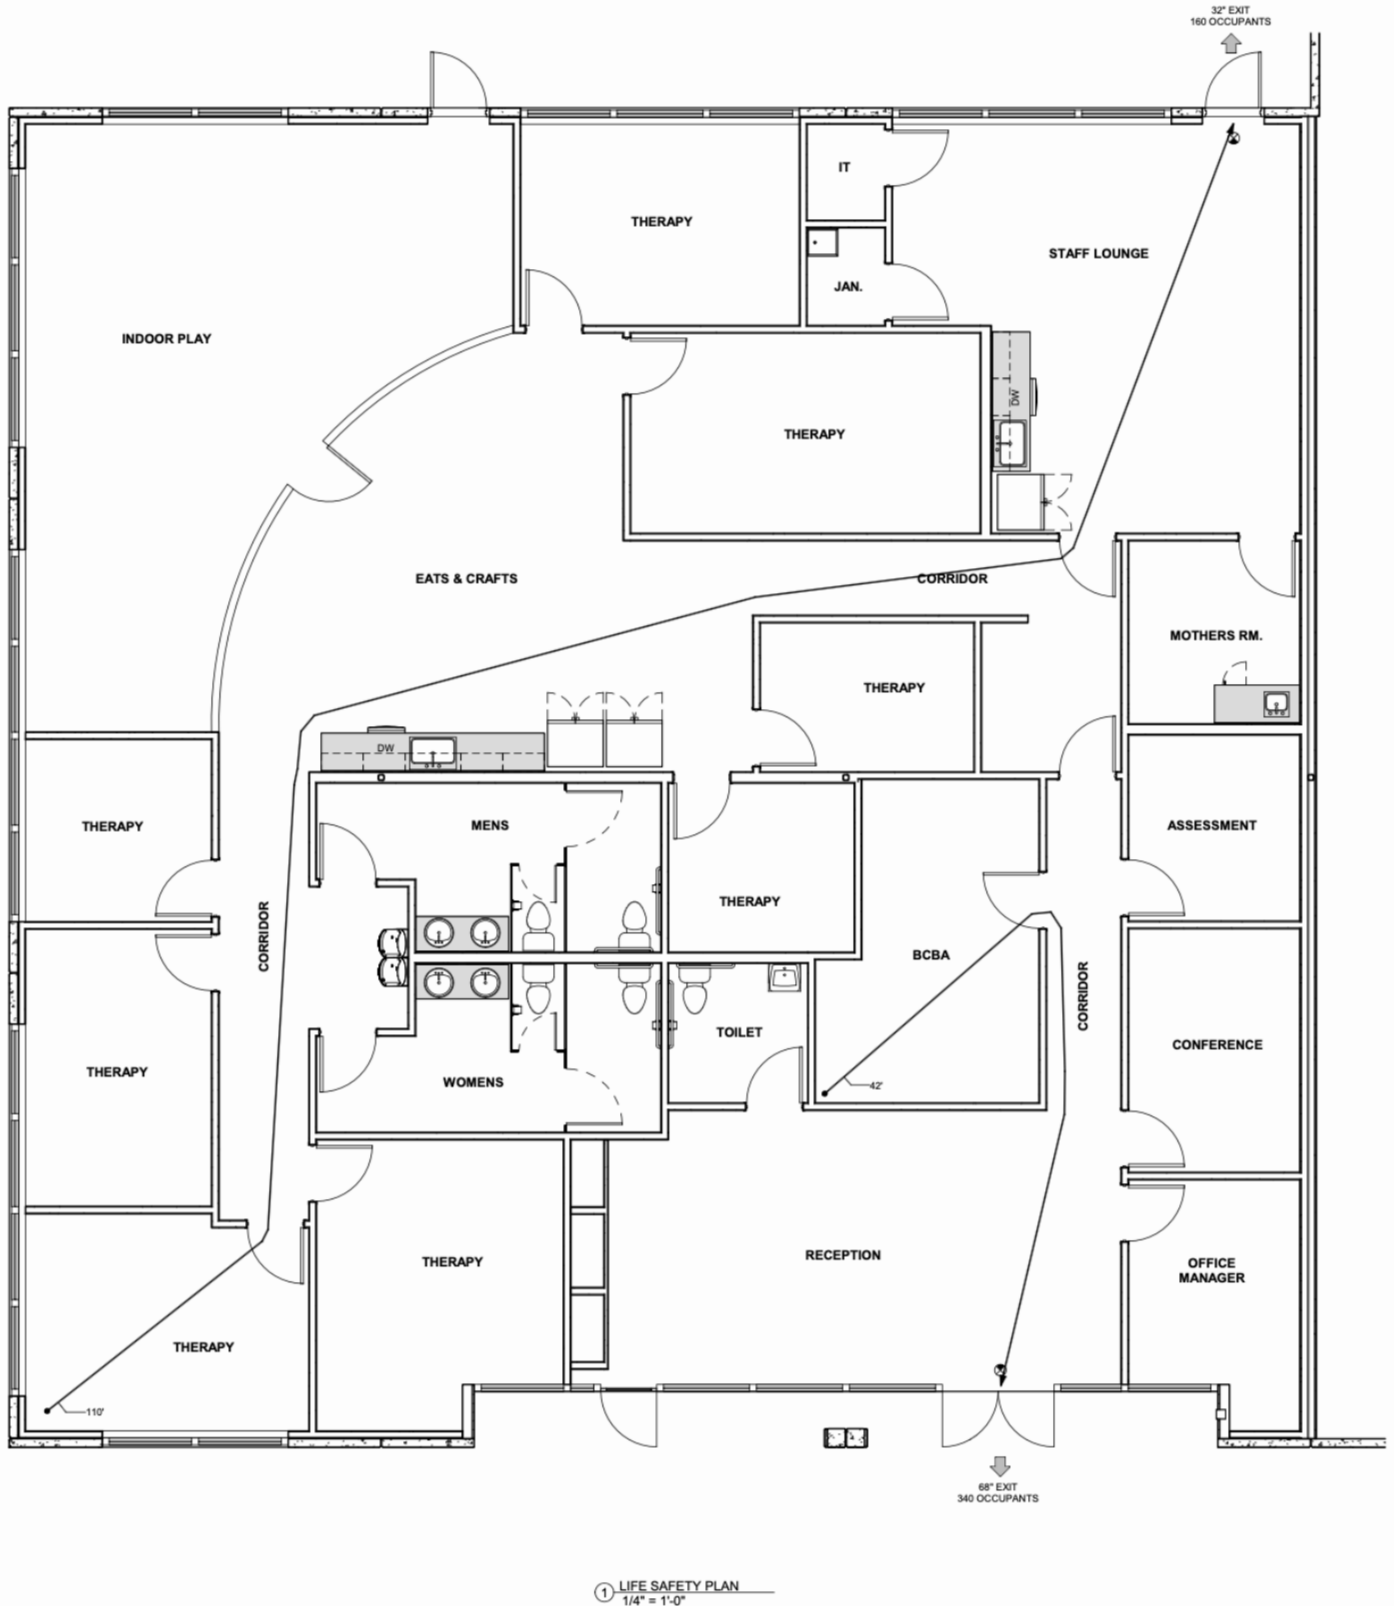 32" EXIT
160 OCCUPANTS
IT
THERAPY
STAFF LOUNGE
JAN.
INDOOR PLAY
DW
THERAPY
EATS & CRAFTS
CORRIDOR
MOTHERS RM.
THERAPY
DW
THERAPY
MENS
ASSESSMENT
THERAPY
CORRIDOR
BCBA
CORRIDOR
TOILET
CONFERENCE
THERAPY
WOMENS
42'
RECEPTION
THERAPY
OFFICE
MANAGER
THERAPY
110'
68" EXIT
340 OCCUPANTS
1
LIFE SAFETY PLAN
1/4" = 1'-0"